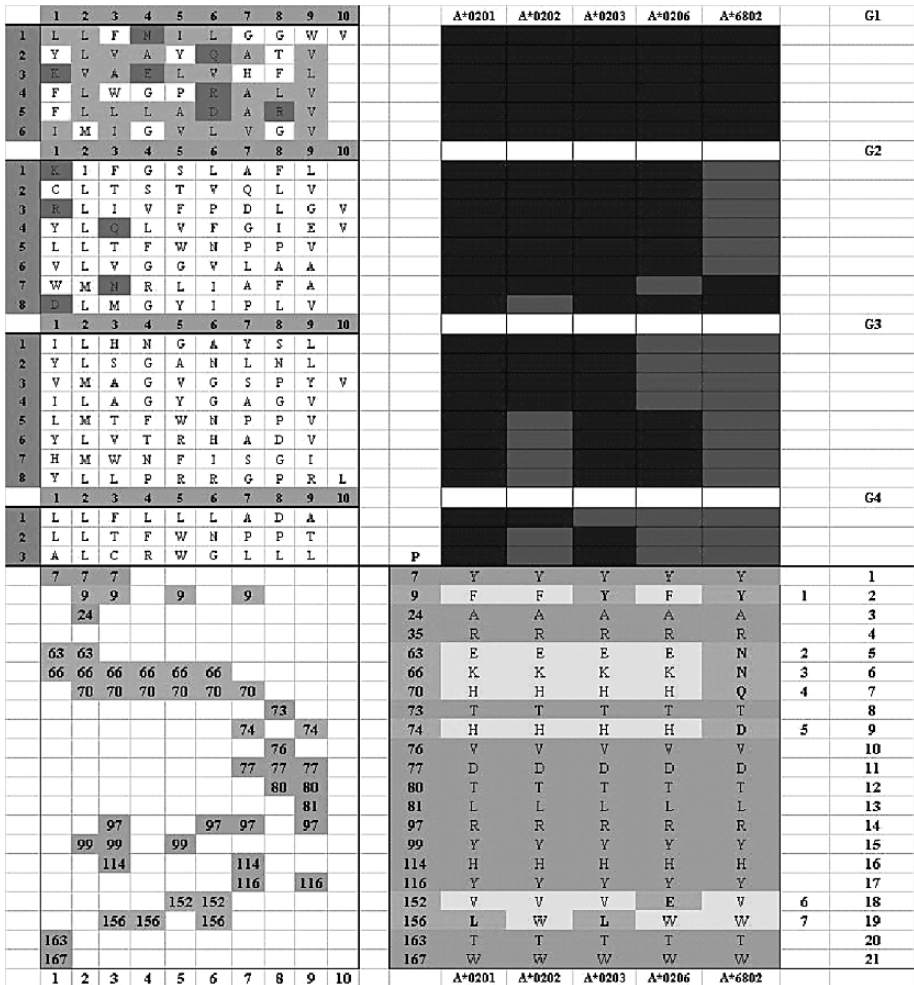 1 2 3 4 5 6 7 8 9 10 A*0201 A*0202 A*0203 A*0206 A*6802 G1
1 L L F N I L G G W V
2 Y L V A Y Q A T V
3 K V A E L V H F L
4 F L W G P R A L V
5 F L L L A D A R V
6 I M I G V L V G V
1 2 3 4 5 6 7 8 9 10 G2
1 K I F G S L A F L
2 C L T S T V Q L V
3 R L I V F P D L G V
4 Y L Q L V F G I E V
5 L L T F W N P P V
6 V L V G G V L A A
7 W M N R L I A F A
8 D L M G Y I P L V
1 2 3 4 5 6 7 8 9 10 G3
1 I L H N G A Y S L
2 Y L S G A N L N L
3 V M A G V G S P Y V
4 I L A G Y G A G V
5 L M T F W N P P V
6 Y L V T R H A D V
7 H M W N F I S G I
8 Y L L P R R G P R L
1 2 3 4 5 6 7 8 9 10 G4
1 L L F L L L A D A
2 L L T F W N P P T
3 A L C R W G L L L P
7 7 7 7 Y Y Y Y Y 1
9 9 9 9 9 F F Y F Y 1 2
24 24 A A A A A 3
35 R R R R R 4
63 63 63 E E E E N 2 5
66 66 66 66 66 66 66 K K K K N 3 6
70 70 70 70 70 70 70 H H H H Q 4 7
73 73 T T T T T 8
74 74 74 H H H H D 5 9
76 76 V V V V V 10
77 77 77 77 D D D D D 11
80 80 80 T T T T T 12
81 81 L L L L L 13
97 97 97 97 97 R R R R R 14
99 99 99 99 Y Y Y Y Y 15
114 114 114 H H H H H 16
116 116 116 Y Y Y Y Y 17
152 152 152 V V V E V 6 18
156 156 156 156 L W L W W 7 19
163 163 T T T T T 20
167 167 W W W W W 21
1 2 3 4 5 6 7 8 9 10 A*0201 A*0202 A*0203 A*0206 A*6802